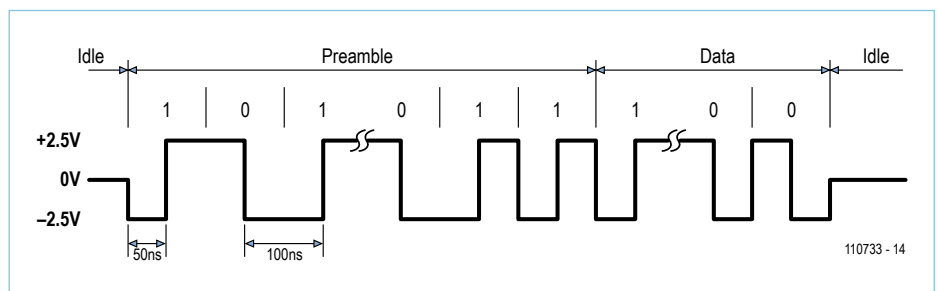 Idle Preamble Data Idle
1 0 1 0 1 1 1 0 0
+2.5V
0V
–2.5V
50ns 100ns
110733 - 14